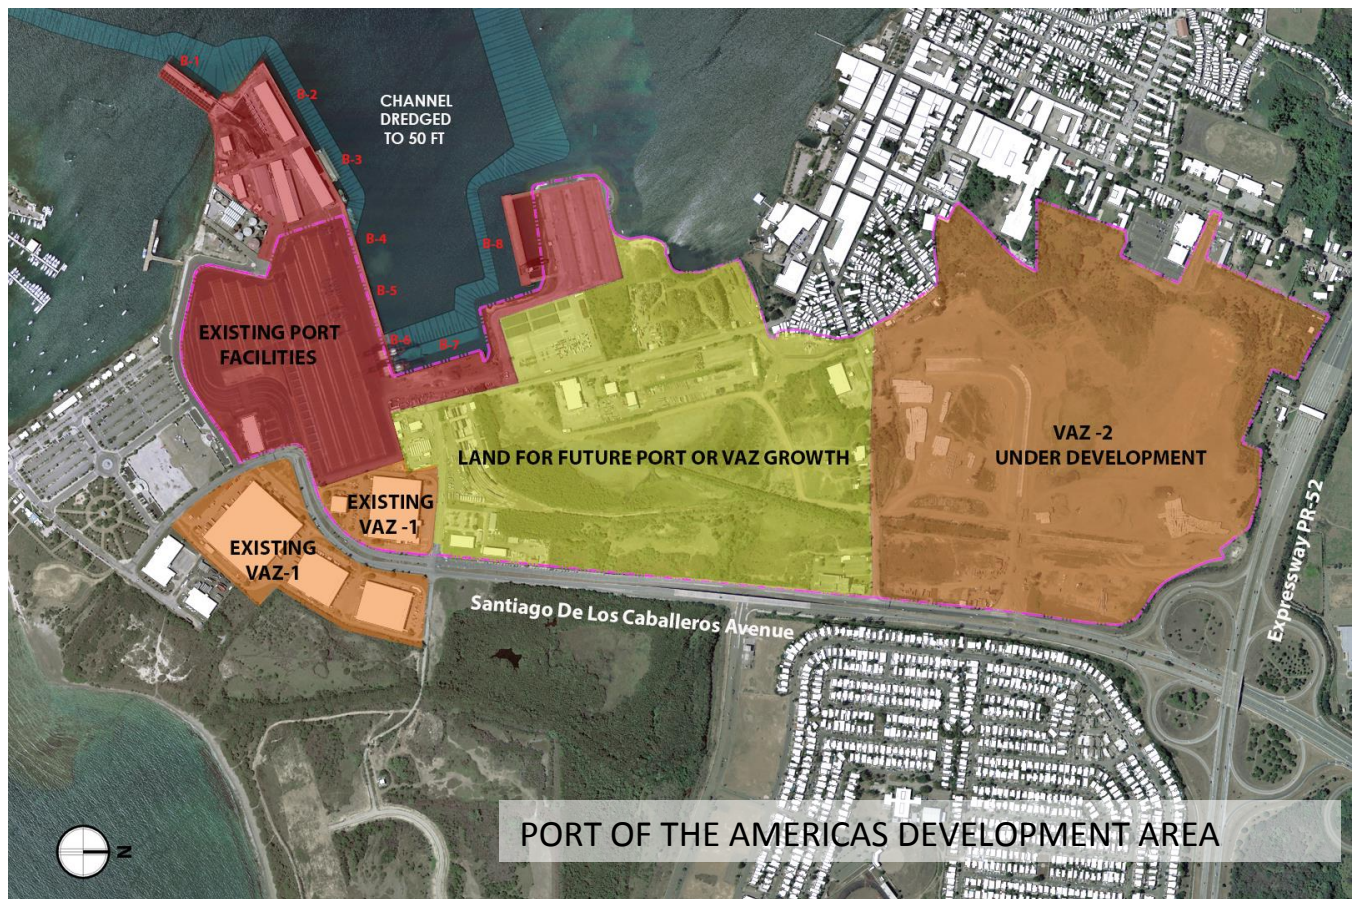 B-1
B-2
CHANNEL
DREDGED
TO 50 FT
B-3
B-4
B-8
B-5
EXISTING PORT
FACILITIES
B-6
B-7
VAZ -2
UNDER DEVELOPMENT
LAND FOR FUTURE PORT OR VAZ GROWTH
EXISTING
VAZ -1
EXISTING
VAZ-1
Expressway PR-52
Santiago De Los Caballeros Avenue
PORT OF THE AMERICAS DEVELOPMENT AREA
N